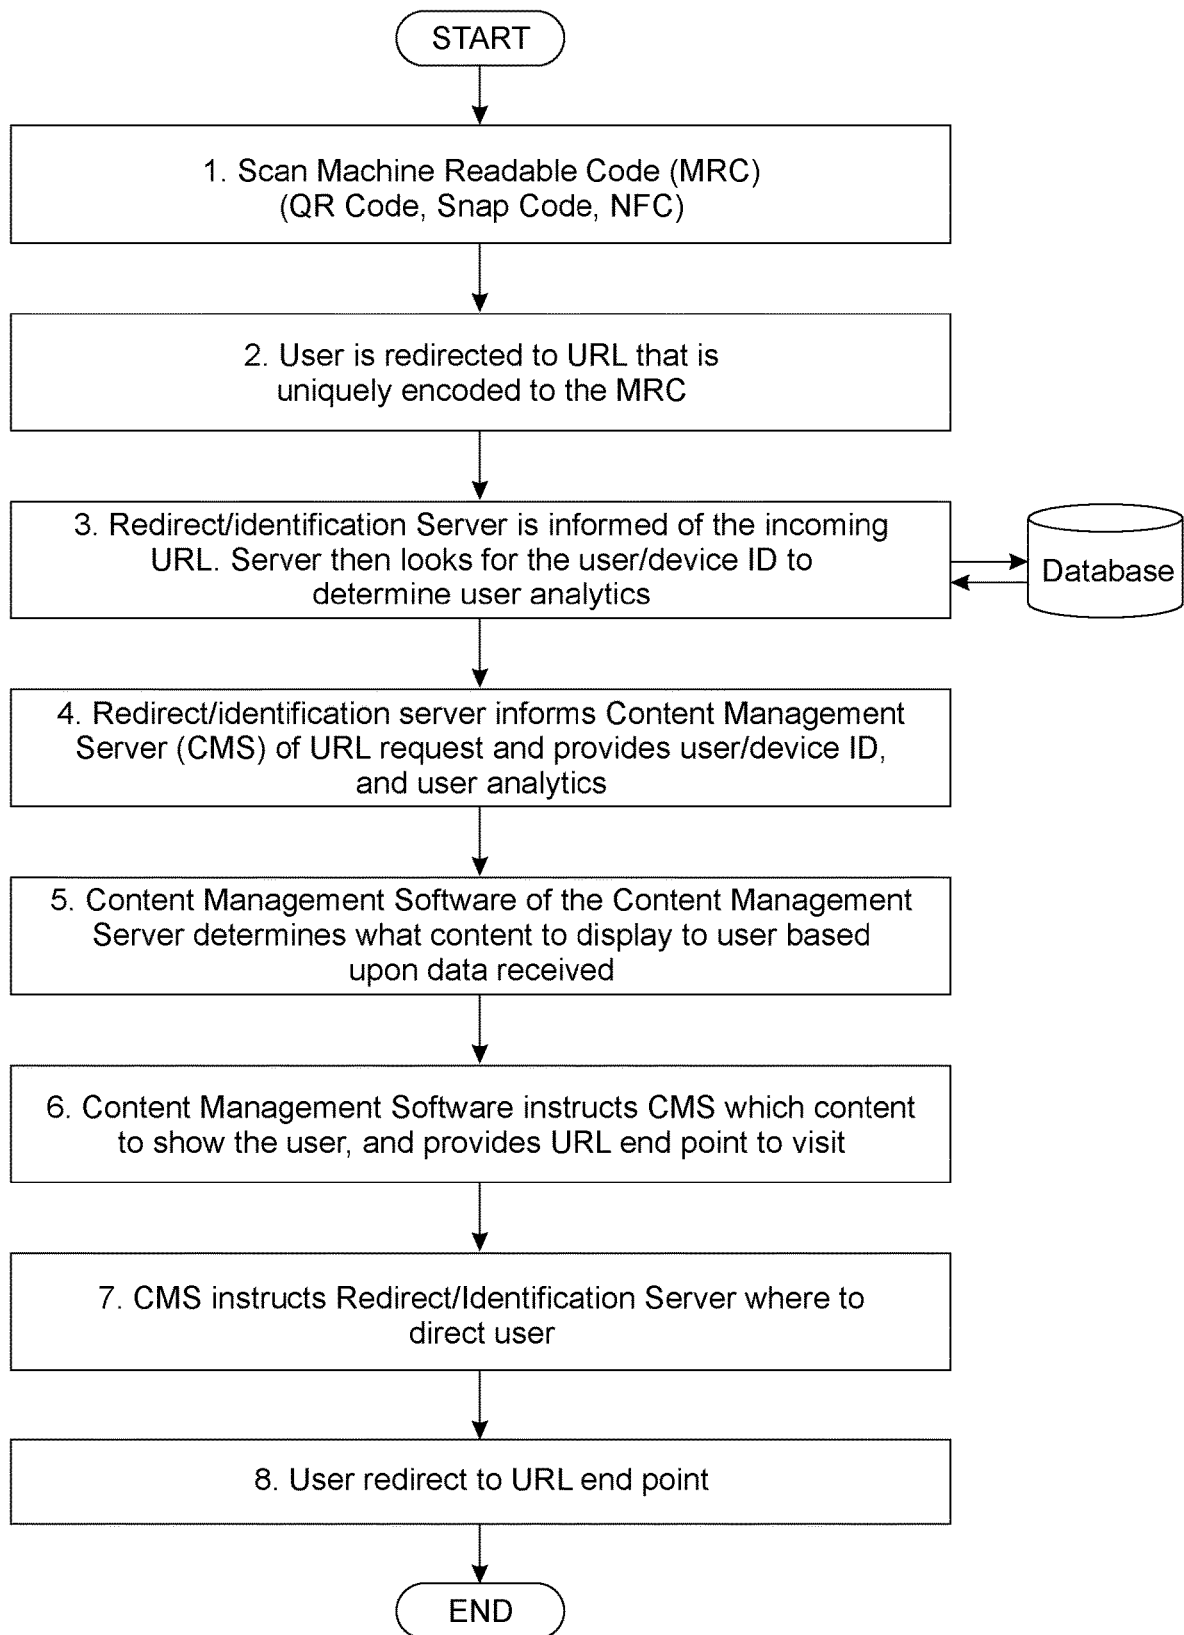 START
1. Scan Machine Readable Code (MRC)
(QR Code, Snap Code, NFC)
2. User is redirected to URL that is
uniquely encoded to the MRC
3. Redirect/identification Server is informed of the incoming
URL. Server then looks for the user/device ID to
determine user analytics
Database
4. Redirect/identification server informs Content Management
Server (CMS) of URL request and provides user/device ID,
and user analytics
5. Content Management Software of the Content Management
Server determines what content to display to user based
upon data received
6. Content Management Software instructs CMS which content
to show the user, and provides URL end point to visit
7. CMS instructs Redirect/Identification Server where to
direct user
8. User redirect to URL end point
END